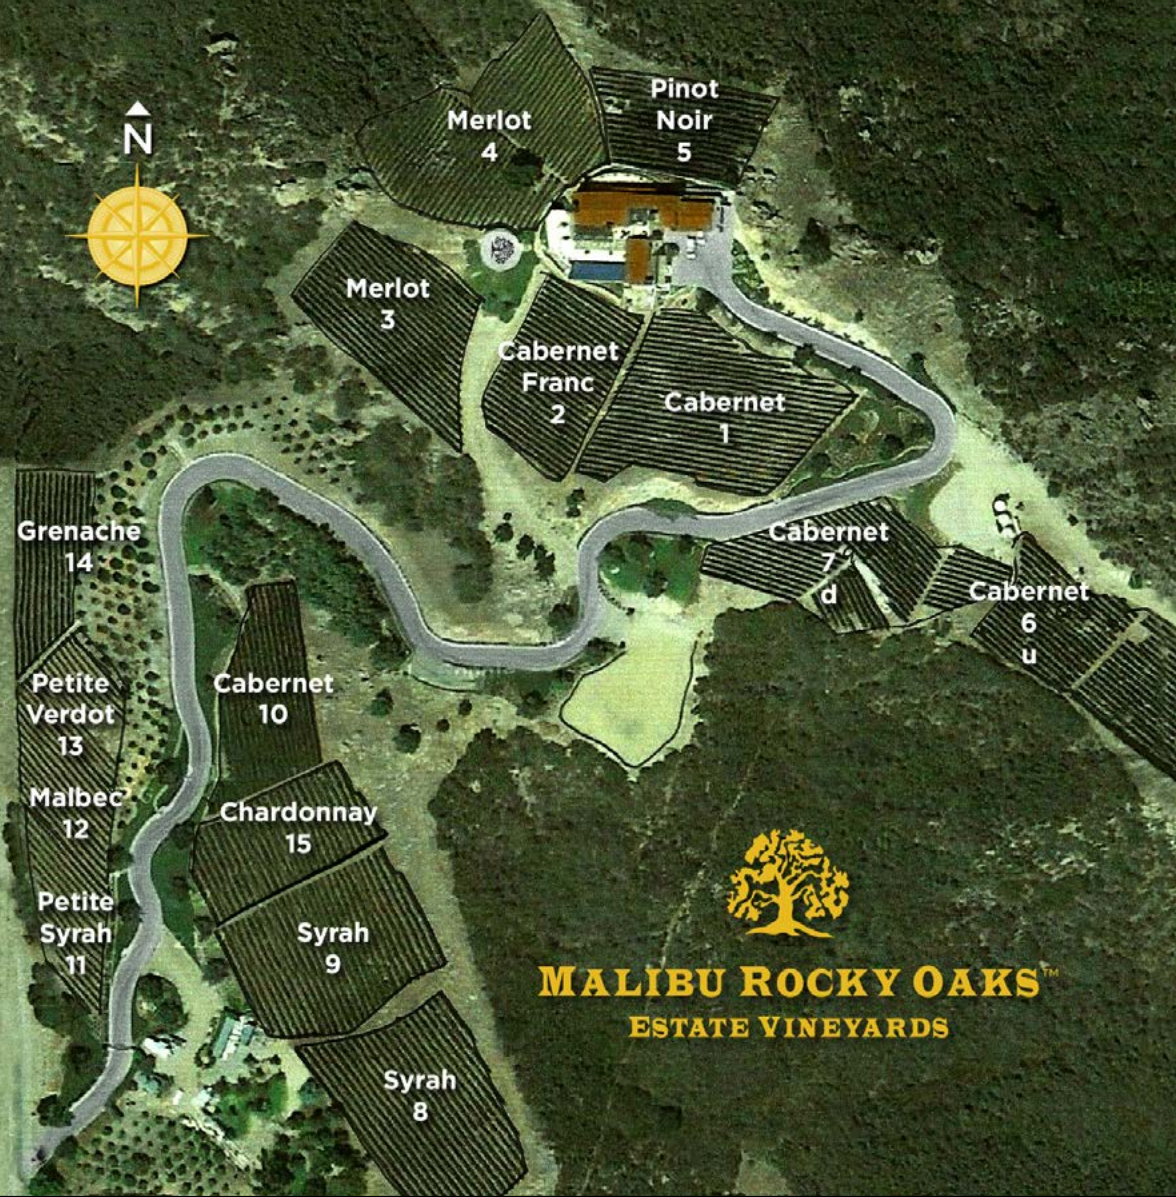 N
Merlot
4
Pinot
Noir
5
Merlot
3
Cabernet
Franc
2
Cabernet
1
Grenache
14
Cabernet
7
d
Cabernet
6
u
Petite
Verdot
13
Cabernet
10
Malbec
12
Chardonnay
15
Petite
Syrah
11
Syrah
9
Syrah
8
MALIBU ROCKY OAKS™
ESTATE VINEYARDS